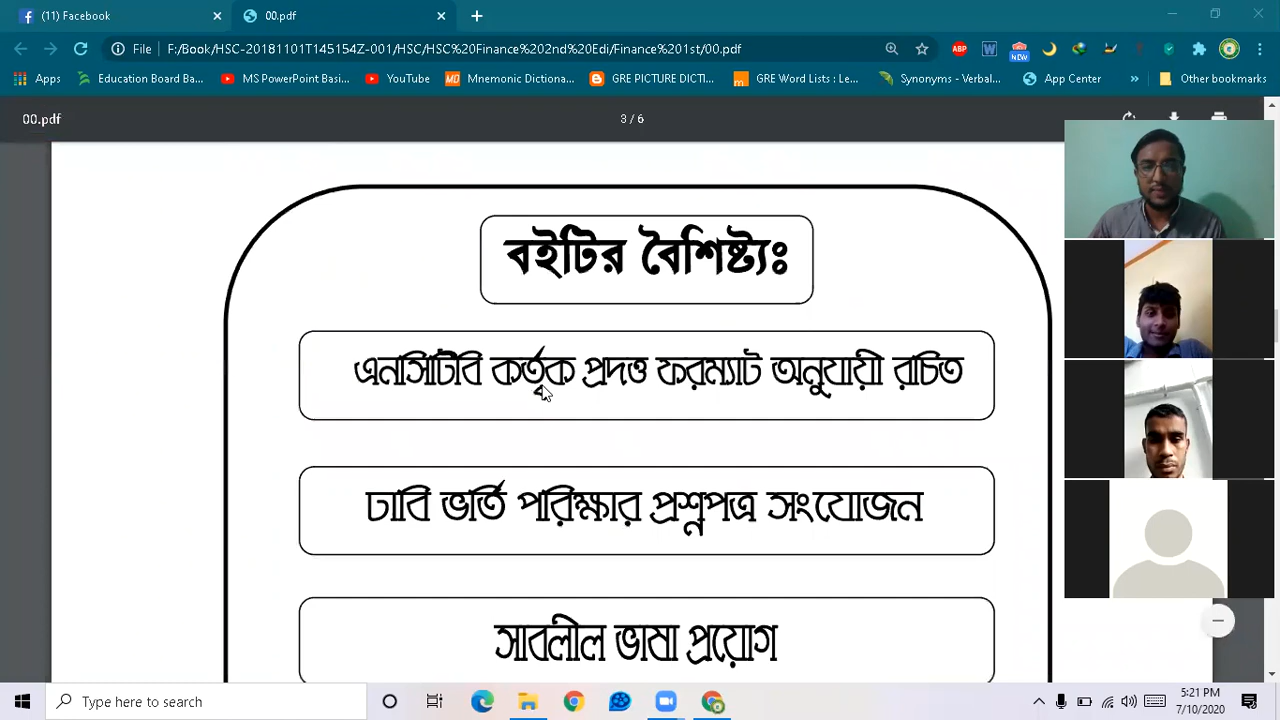 (11) Facebook
00.pdf
File F:/Book/HSC-20181101T145154Z-001/HSC/HSC%20Finance%202nd%20Edi/Finance%201st/00.pdf
ABP
NEW
Apps
Education Board Ba...
MS PowerPoint Basi...
YouTube
MD Mnemonic Dictiona...
GRE PICTURE DICTI...
GRE Word Lists : Le...
Synonyms - Verbal...
App Center
Other bookmarks
00.pdf
3 / 6
বইটির বৈশিষ্ট্যঃ
এনসিটিবি কর্তৃক প্রদত্ত ফরম্যাট অনুযায়ী রচিত
ঢাবি ভর্তি পরিক্ষার প্রশ্নপত্র সংযোজন
সাবলীল ভাষা প্রয়োগ
Type here to search
5:21 PM
7/10/2020